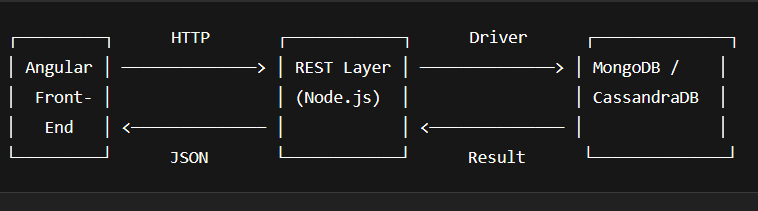 HTTP Driver
Angular REST Layer MongoDB /
Front- (Node.js) CassandraDB
End
JSON Result